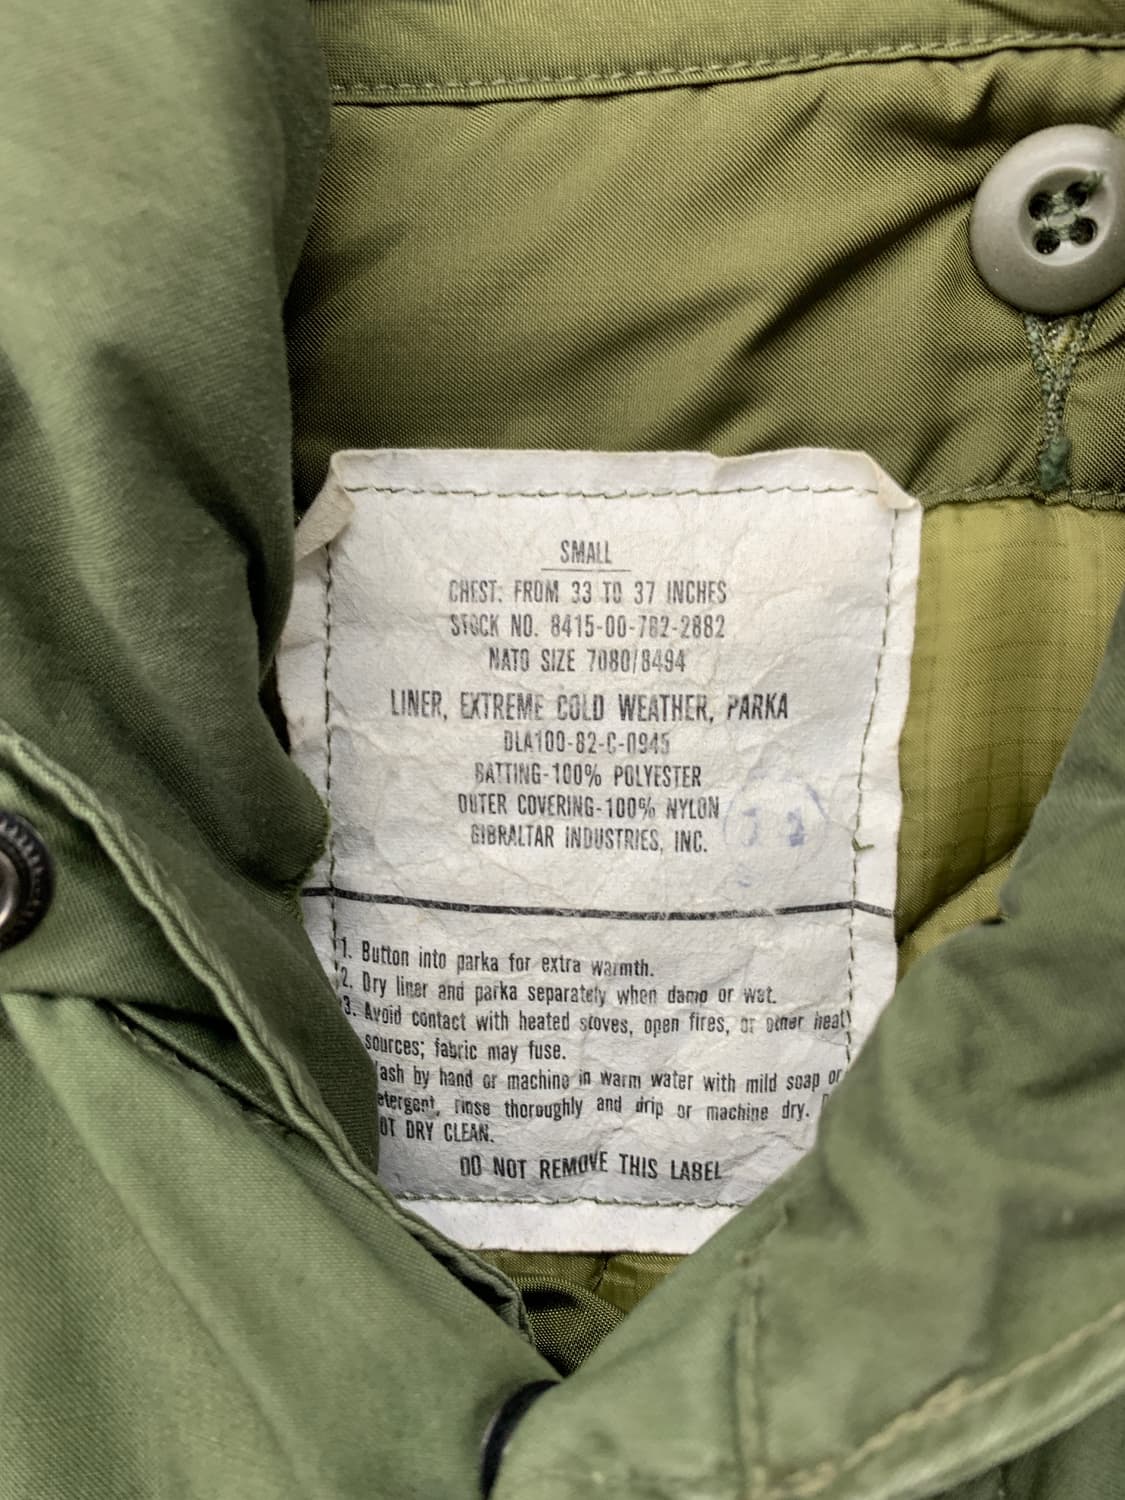 SMALL
CHEST: FROM 33 TO 37 INCHES
STOCK NO. 8415-00-782-2882
NATO SIZE 7080/8494
LINER, EXTREME COLD WEATHER, PARKA
DLA100-82-C-0945
BATTING-100% POLYESTER
OUTER COVERING-100% NYLON
GIBRALTAR INDUSTRIES, INC.
1. Button into parka for extra warmth.
2. Dry liner and parka separately when damp or wet.
3. Avoid contact with heated stoves, open fires, or other heat
sources; fabric may fuse.
ash by hand or machine in warm water with mild soap or
etergent, rinse thoroughly and drip or machine dry.
OT DRY CLEAN.
DO NOT REMOVE THIS LABEL